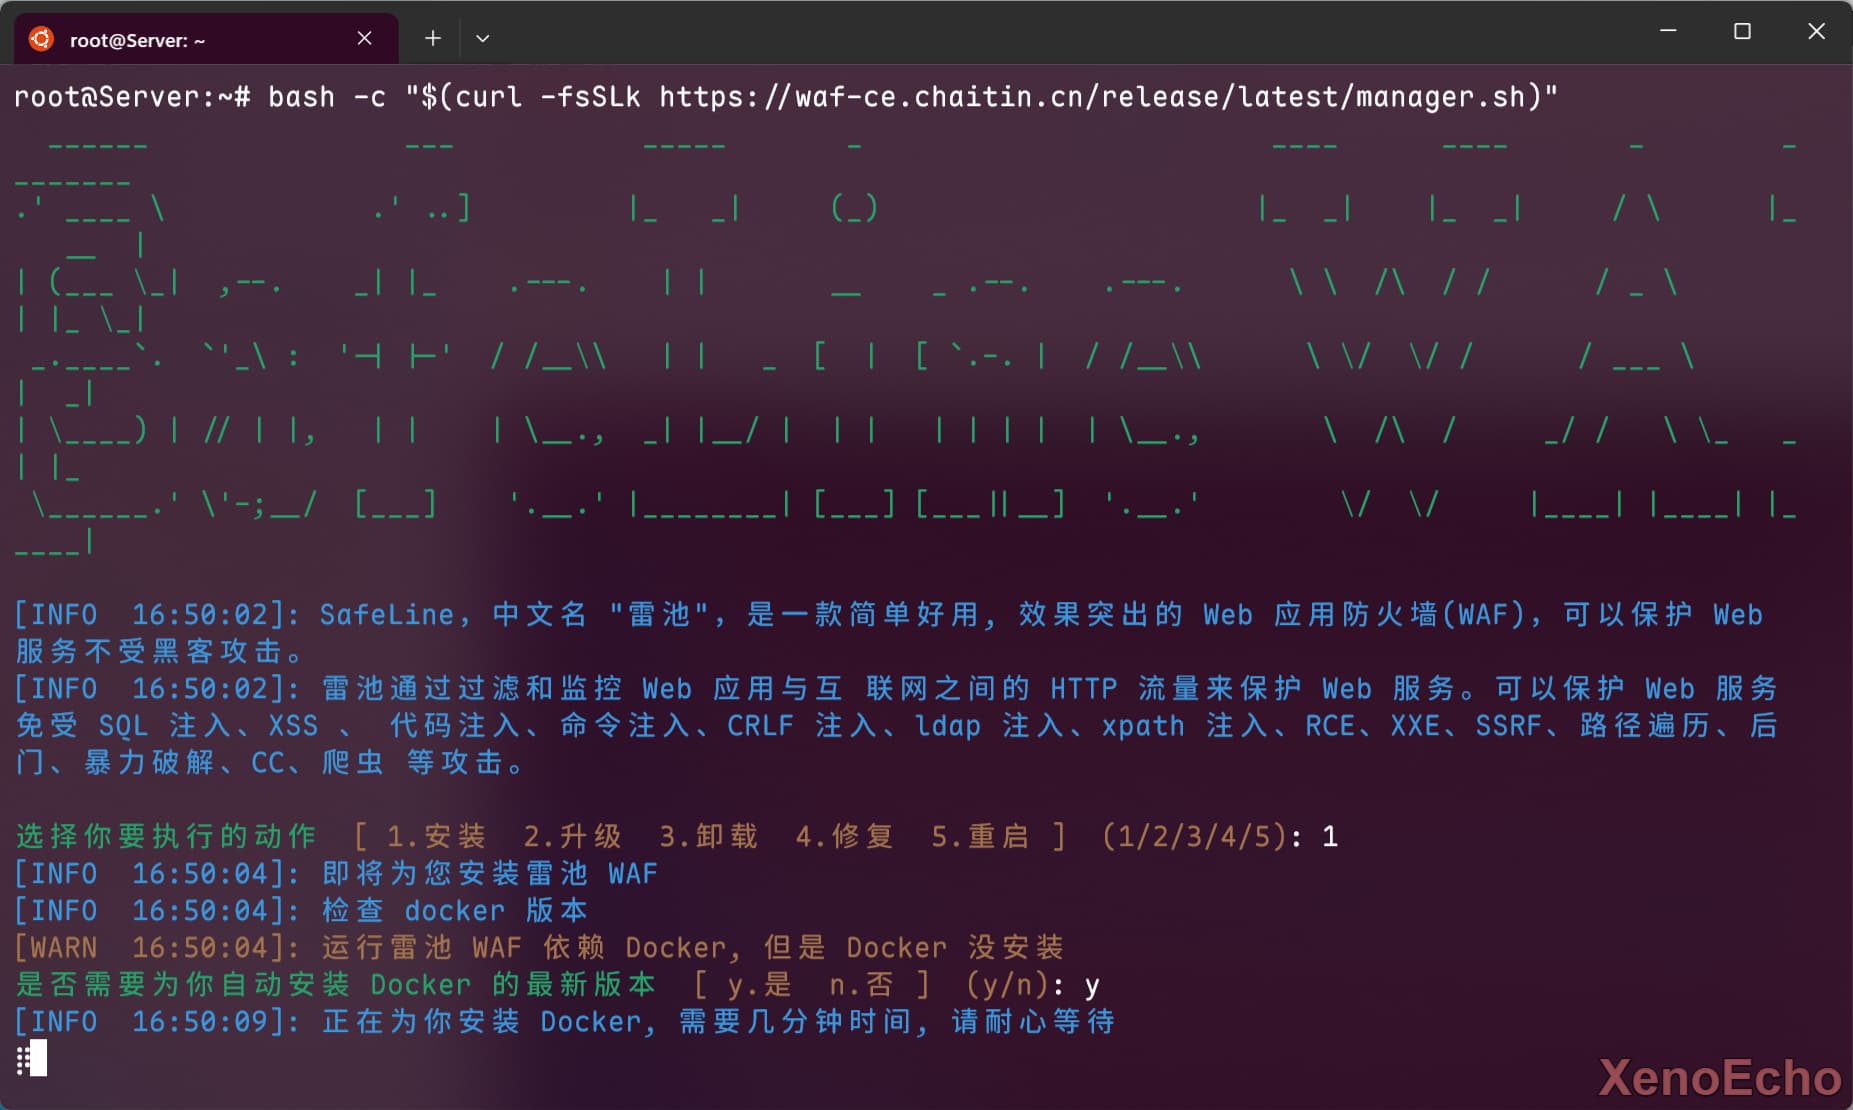 root@Server: ~
root@Server:~# bash -c "$(curl -fsSLk https://waf-ce.chaitin.cn/release/latest/manager.sh)"
[INFO  16:50:02]: SafeLine，中文名 "雷池"，是一款简单好用, 效果突出的 Web 应用防火墙(WAF)，可以保护 Web
服务不受黑客攻击。
[INFO  16:50:02]: 雷池通过过滤和监控 Web 应用与互 联网之间的 HTTP 流量来保护 Web 服务。可以保护 Web 服务
免受 SQL 注入、XSS 、 代码注入、命令注入、CRLF 注入、ldap 注入、xpath 注入、RCE、XXE、SSRF、路径遍历、后
门、暴力破解、CC、爬虫 等攻击。
选择你要执行的动作  [ 1.安装  2.升级  3.卸载  4.修复  5.重启 ]  (1/2/3/4/5): 1
[INFO  16:50:04]: 即将为您安装雷池 WAF
[INFO  16:50:04]: 检查 docker 版本
[WARN  16:50:04]: 运行雷池 WAF 依赖 Docker, 但是 Docker 没安装
是否需要为你自动安装 Docker 的最新版本  [ y.是  n.否 ]  (y/n): y
[INFO  16:50:09]: 正在为你安装 Docker, 需要几分钟时间, 请耐心等待
XenoEcho